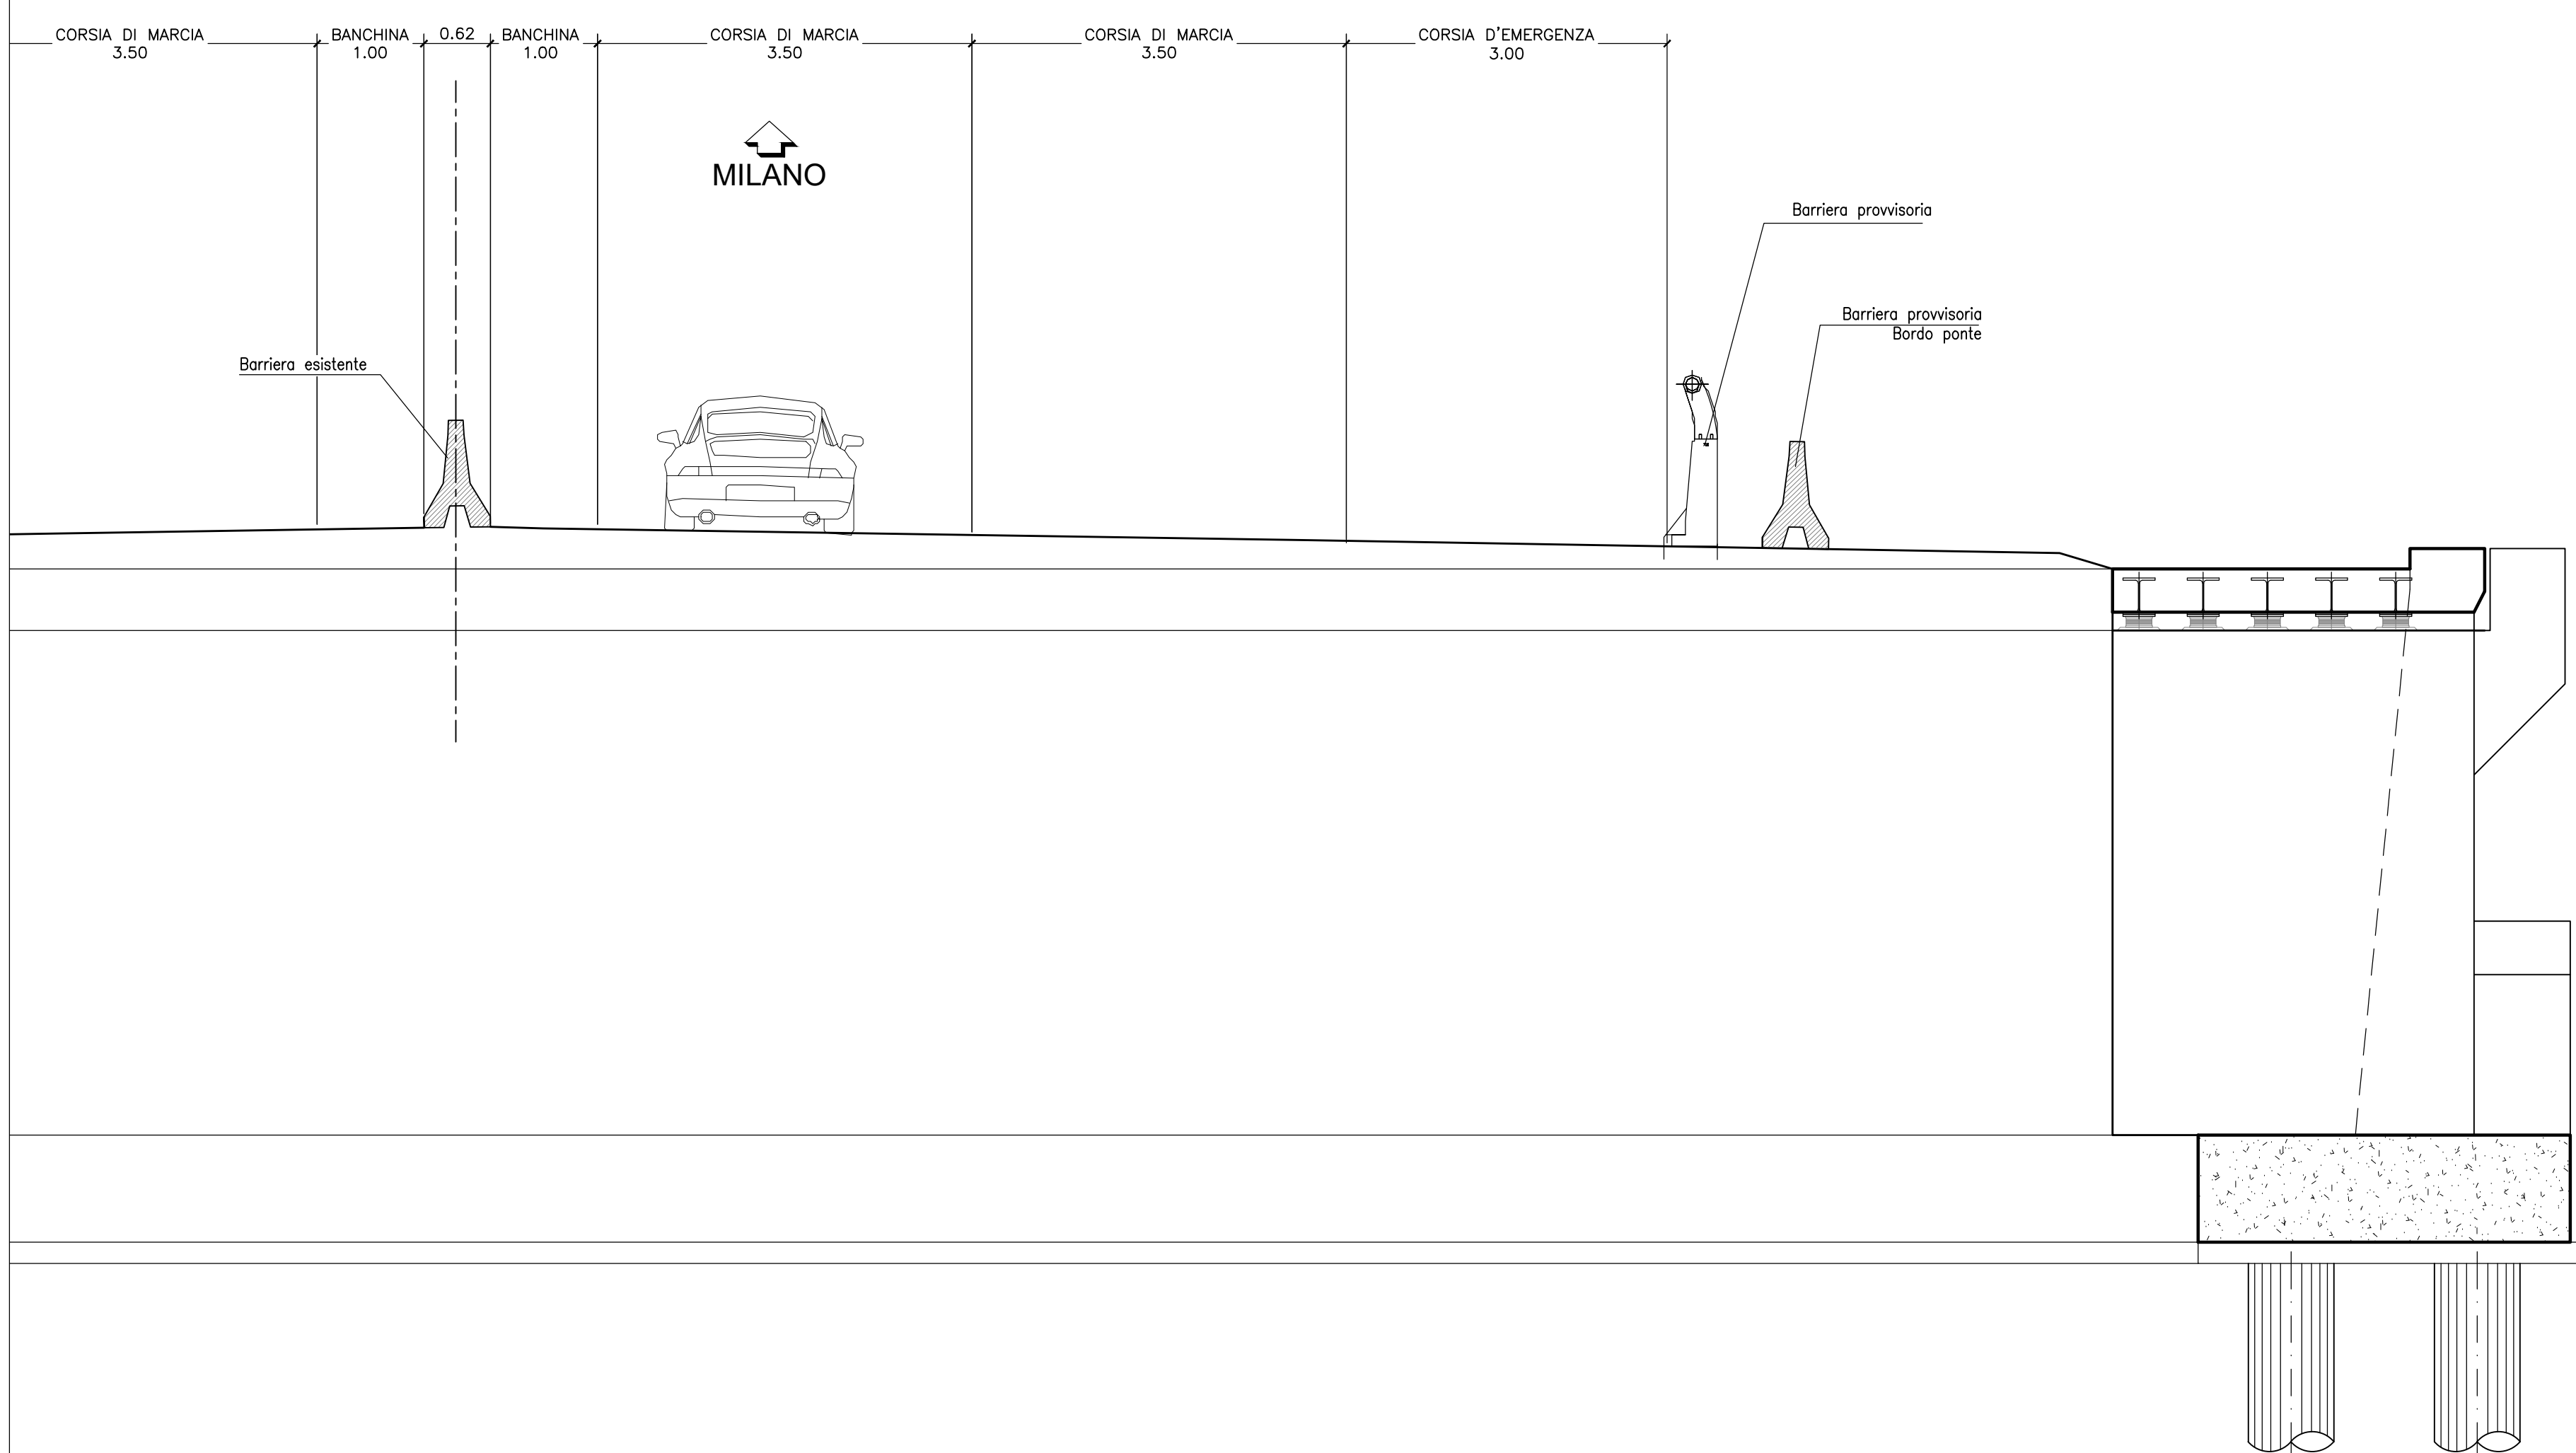 CORSIA DI MARCIA
3.50
BANCHINA
1.00
0.62
BANCHINA
1.00
CORSIA DI MARCIA
3.50
CORSIA DI MARCIA
3.50
CORSIA D'EMERGENZA
3.00
MILANO
Barriera provvisoria
Barriera provvisoria
Bordo ponte
Barriera esistente